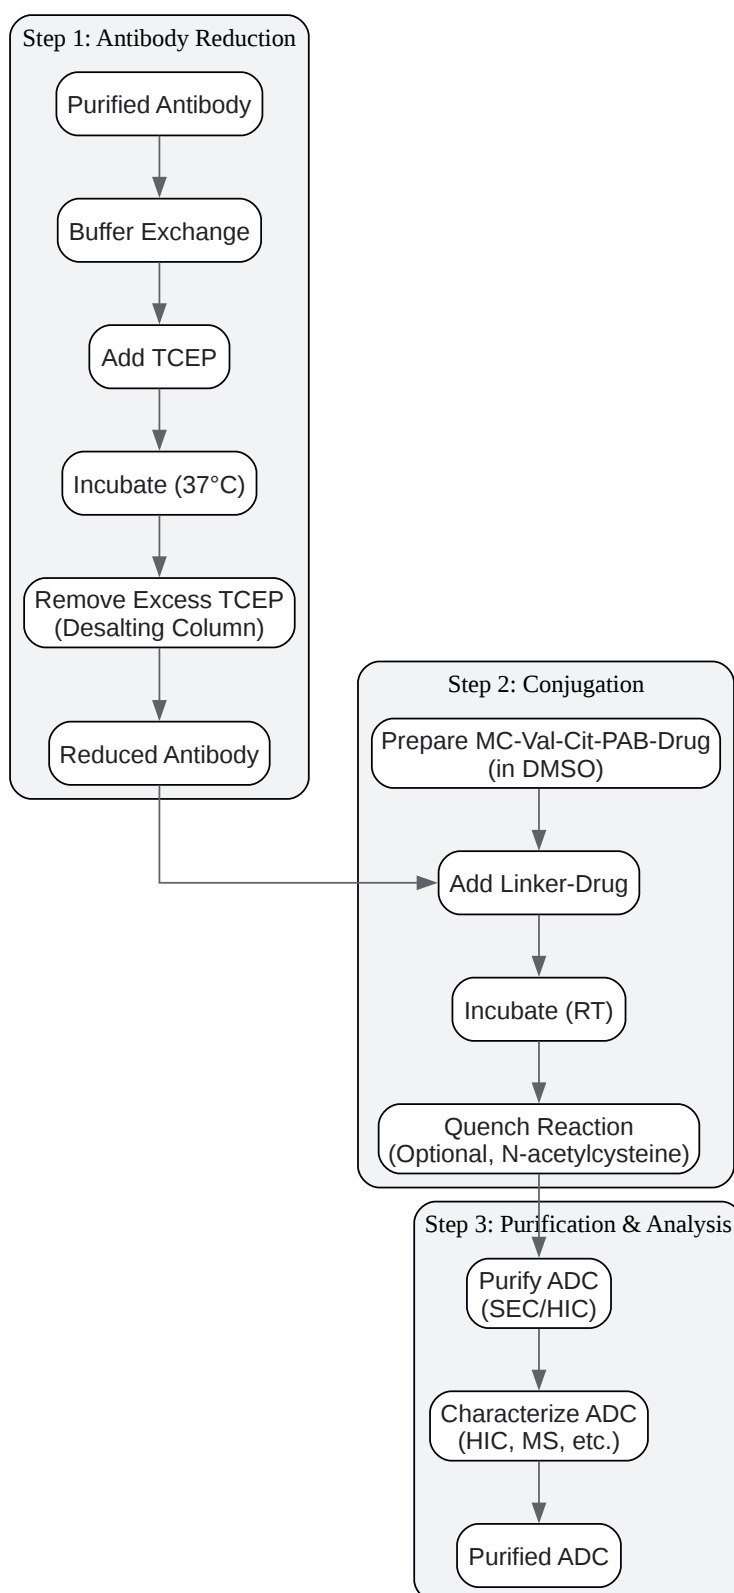 Step 1: Antibody Reduction
Purified Antibody
Buffer Exchange
Add TCEP
Incubate (37°C)
Remove Excess TCEP
(Desalting Column)
Reduced Antibody
Step 2: Conjugation
Prepare MC-Val-Cit-PAB-Drug
(in DMSO)
Add Linker-Drug
Incubate (RT)
Quench Reaction
(Optional, N-acetylcysteine)
Step 3: Purification & Analysis
Purify ADC
(SEC/HIC)
Characterize ADC
(HIC, MS, etc.)
Purified ADC